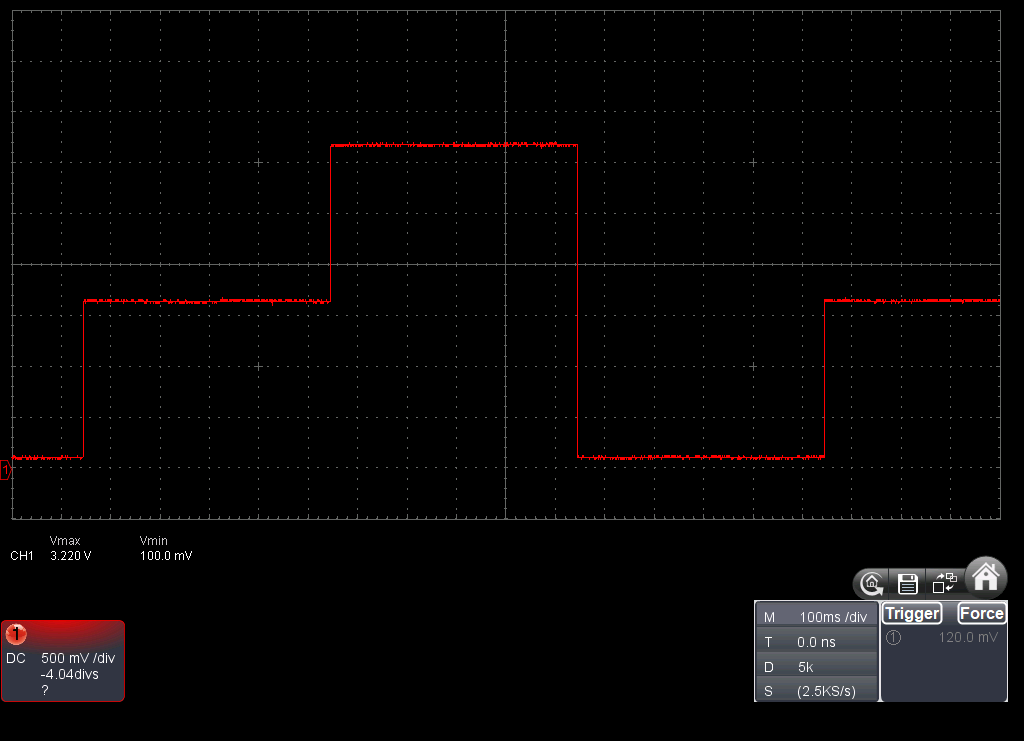 1
Vmax Vmin
CH1 3.220 V 100.0 mV
1
DC 500 mV /div
-4.04divs
?
M 100ms /div
T 0.0 ns
D 5k
S (2.5KS/s)
Trigger Force
① 120.0 mV